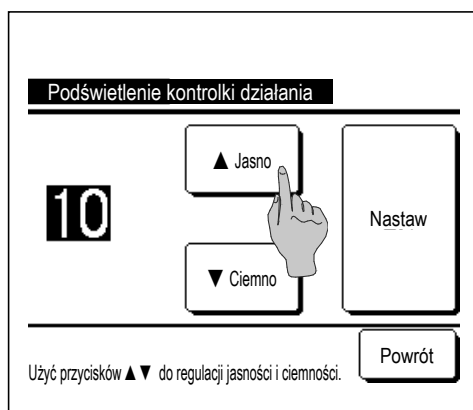 Podświetlenie kontrolki działania
▲ Jasno
10
Nastaw
▼ Ciemno
Powrót
Użyć przycisków ▲▼ do regulacji jasności i ciemności.